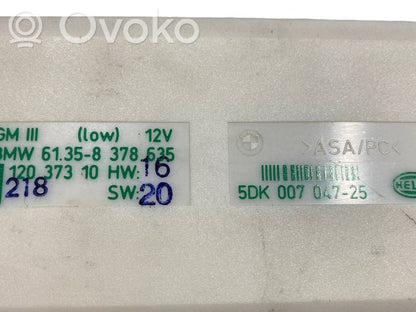 Ovoko
GM III (low) 12V
BMW 61.35-8 378 635
120 373 10 HW: 16
218 SW: 20
>ASA/PC<
5DK 007 047-25
HEL